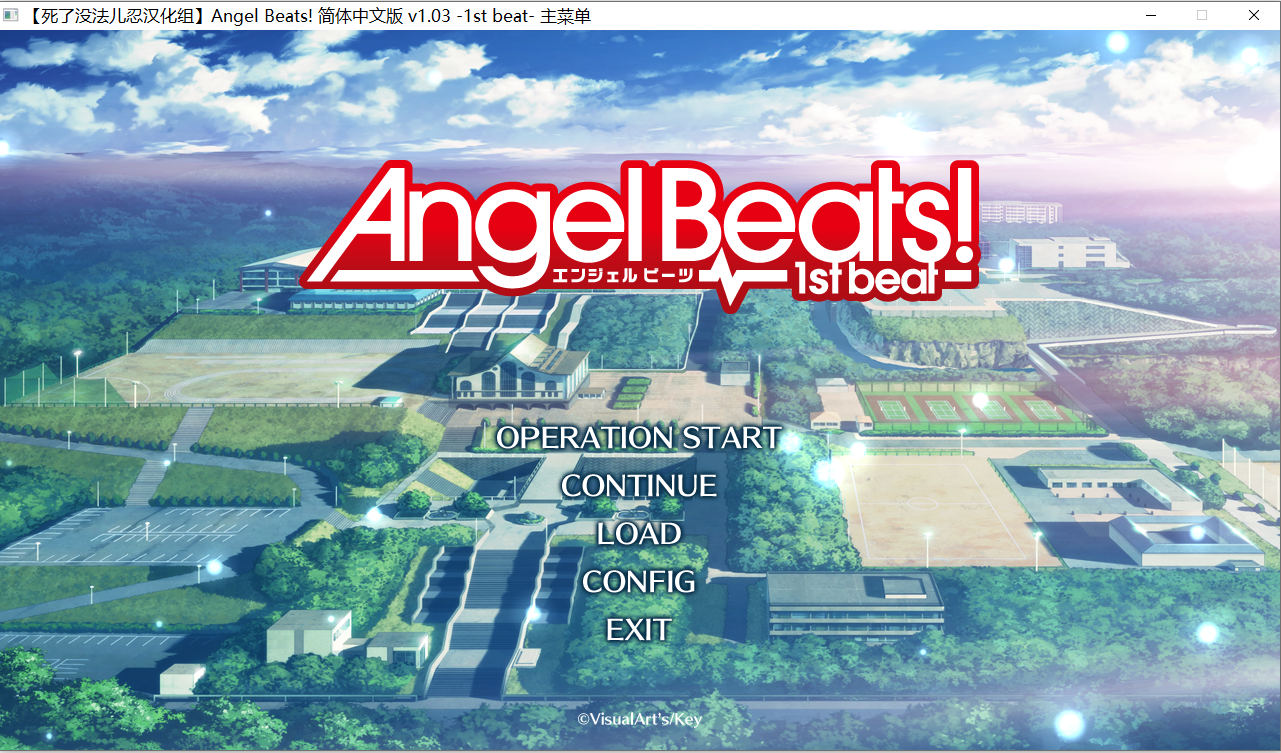 【死了没法儿忍汉化组】Angel Beats! 简体中文版 v1.03 -1st beat- 主菜单
Angel Beats!
エンジェル ビーツ
1st beat
OPERATION START
CONTINUE
LOAD
CONFIG
EXIT
©VisualArt's/Key